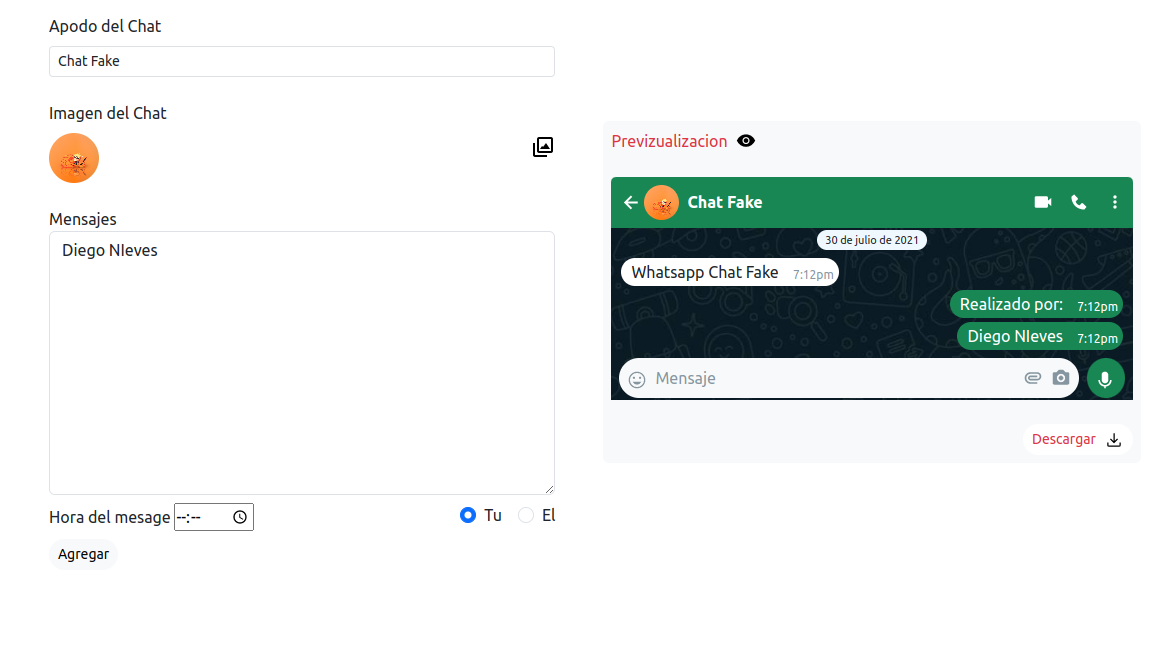 Apodo del Chat
Chat Fake
Imagen del Chat
Mensajes
Diego NIeves
Hora del mesage --:--
Tu
El
Agregar
Previzualizacion
Chat Fake
30 de julio de 2021
Whatsapp Chat Fake 7:12pm
Realizado por: 7:12pm
Diego NIeves 7:12pm
Mensaje
Descargar